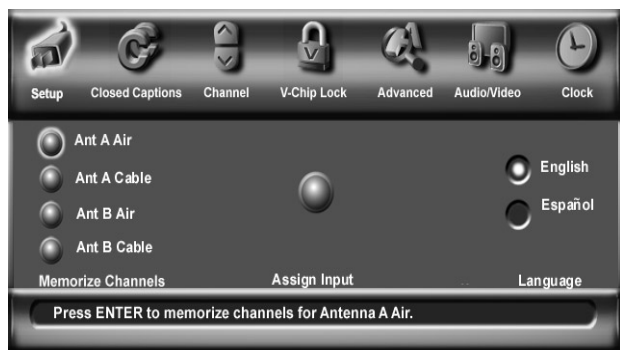 Setup Closed Captions Channel V-Chip Lock Advanced Audio/Video Clock
Ant A Air
Ant A Cable
Ant B Air
Ant B Cable
Memorize Channels
Assign Input
English
Español
Language
Press ENTER to memorize channels for Antenna A Air.